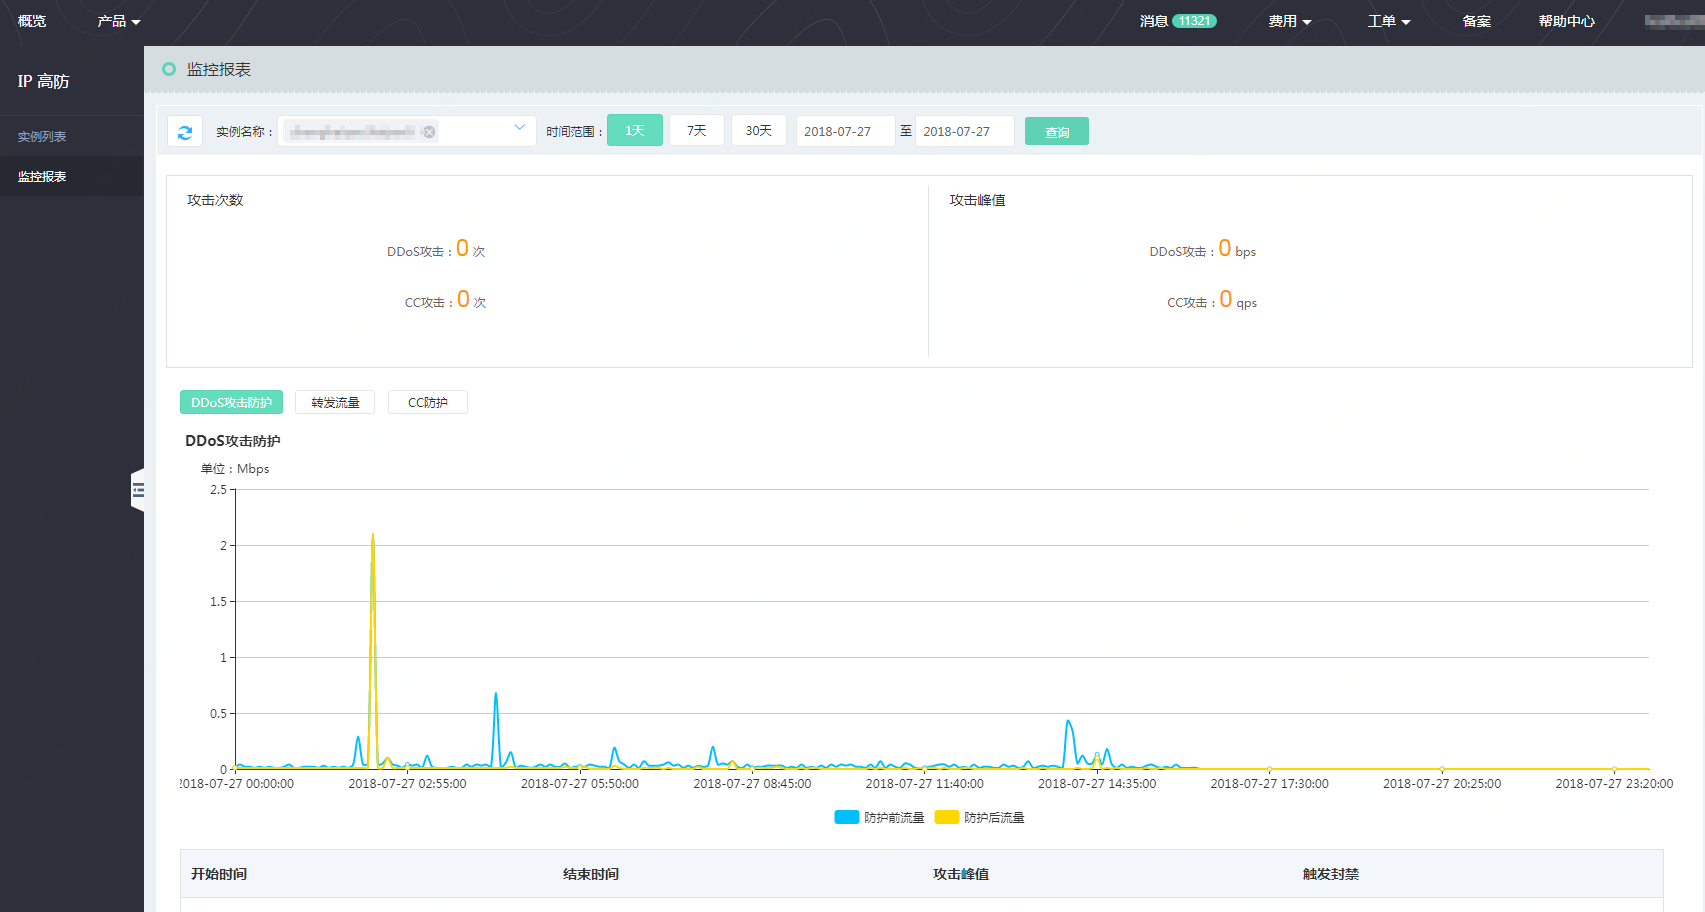 概览 产品 消息 11321 费用 工单 备案 帮助中心
IP 高防
实例列表
监控报表
监控报表
实例名称： 时间范围： 1天 7天 30天 2018-07-27 至 2018-07-27 查询
攻击次数
DDoS攻击：0 次
CC攻击：0 次
攻击峰值
DDoS攻击：0 bps
CC攻击：0 qps
DDoS攻击防护 转发流量 CC防护
DDoS攻击防护
单位：Mbps
2.5
2
1.5
1
0.5
0
2018-07-27 00:00:00 2018-07-27 02:55:00 2018-07-27 05:50:00 2018-07-27 08:45:00 2018-07-27 11:40:00 2018-07-27 14:35:00 2018-07-27 17:30:00 2018-07-27 20:25:00 2018-07-27 23:20:00
防护前流量 防护后流量
开始时间 结束时间 攻击峰值 触发封禁